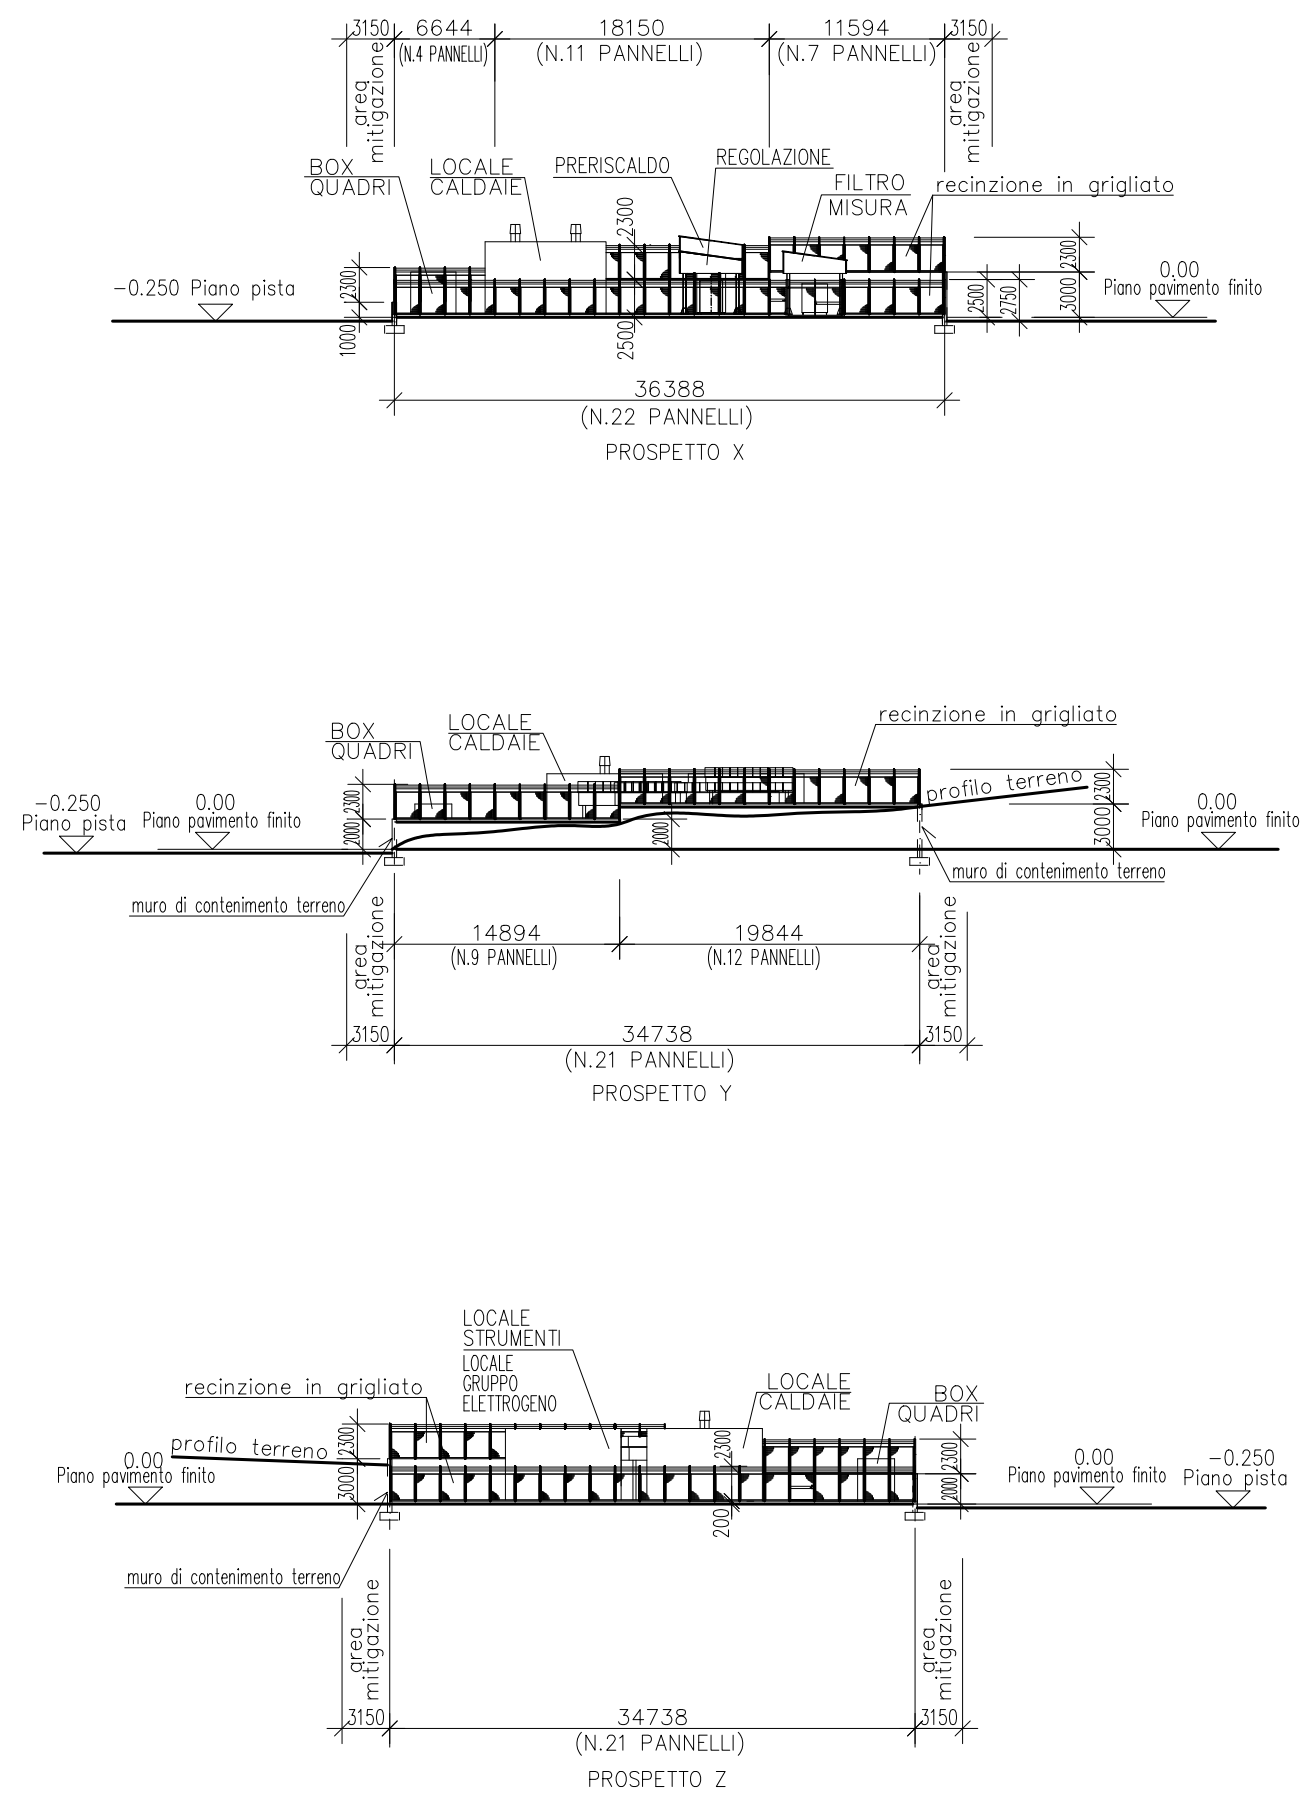 3150
6644
18150
11594
3150
(N.4 PANNELLI)
(N.11 PANNELLI)
(N.7 PANNELLI)
area
mitigazione
area
mitigazione
BOX
QUADRI
LOCALE
CALDAIE
PRERISCALDO
REGOLAZIONE
FILTRO
MISURA
recinzione in grigliato
2300
2300
2300
-0.250 Piano pista
0.00
Piano pavimento finito
2500
2750
3000
1000
2500
36388
(N.22 PANNELLI)
PROSPETTO X
BOX
QUADRI
LOCALE
CALDAIE
recinzione in grigliato
profilo terreno
-0.250
Piano pista
0.00
Piano pavimento finito
2300
2000
2000
2300
3000
0.00
Piano pavimento finito
muro di contenimento terreno
muro di contenimento terreno
area
mitigazione
14894
(N.9 PANNELLI)
19844
(N.12 PANNELLI)
area
mitigazione
3150
34738
3150
(N.21 PANNELLI)
PROSPETTO Y
LOCALE
STRUMENTI
LOCALE
GRUPPO
ELETTROGENO
recinzione in grigliato
LOCALE
CALDAIE
BOX
QUADRI
profilo terreno
0.00
Piano pavimento finito
2300
3000
2300
200
2300
2000
0.00
Piano pavimento finito
-0.250
Piano pista
muro di contenimento terreno
area
mitigazione
area
mitigazione
3150
34738
3150
(N.21 PANNELLI)
PROSPETTO Z